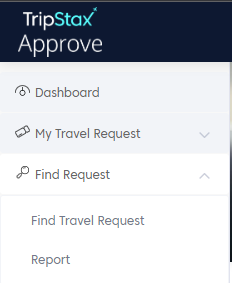 TripStax
Approve
Dashboard
My Travel Request
Find Request
Find Travel Request
Report